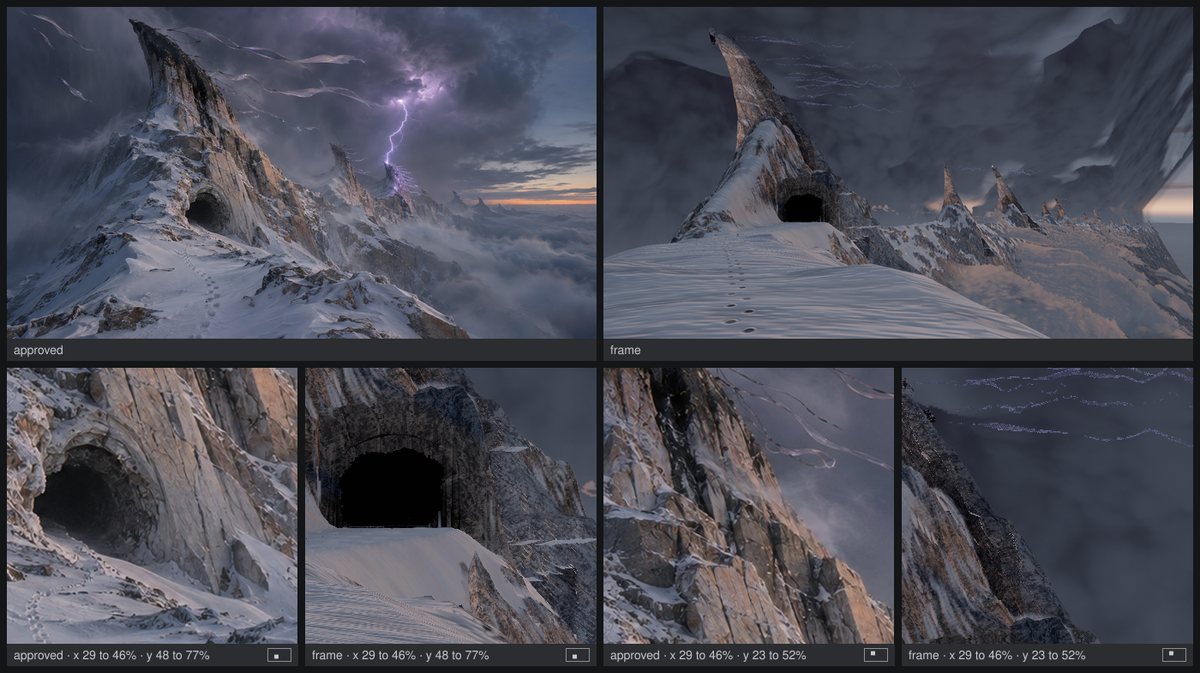 approved
frame
approved · x 29 to 46% · y 48 to 77%
frame · x 29 to 46% · y 48 to 77%
approved · x 29 to 46% · y 23 to 52%
frame · x 29 to 46% · y 23 to 52%